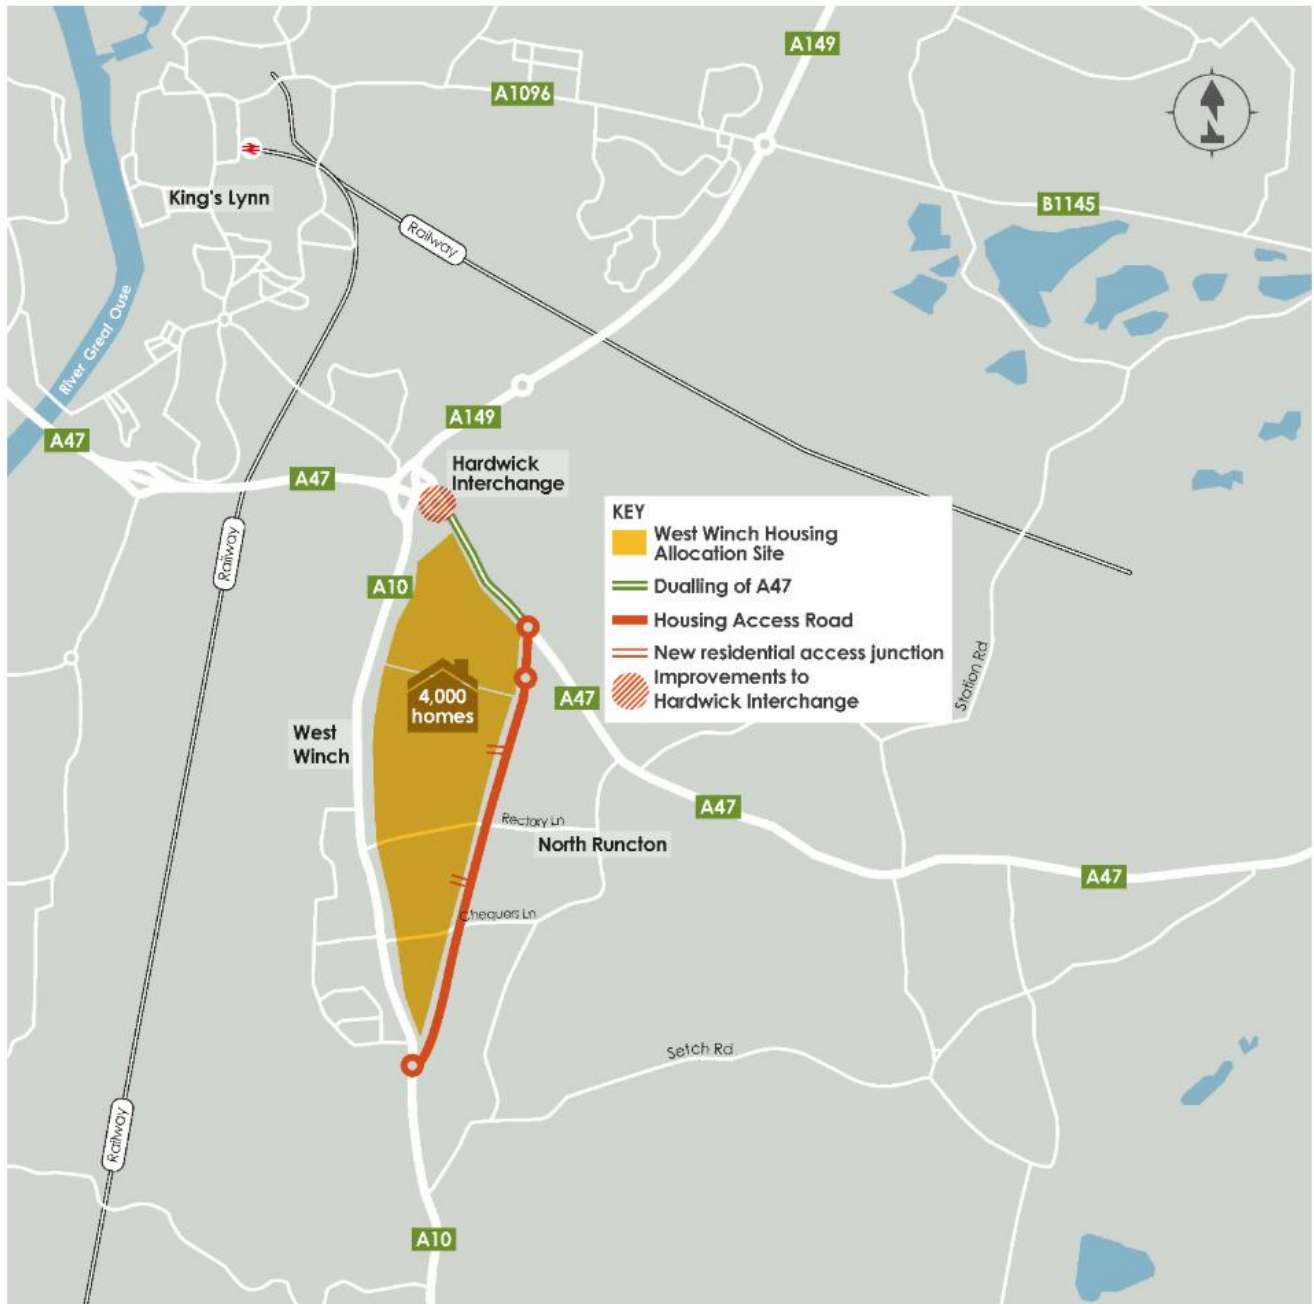 A149
A1096
King's Lynn
Railway
B1145
River Great Ouse
A149
A47
A47
Hardwick
Interchange
KEY
West Winch Housing
Allocation Site
Dualling of A47
Housing Access Road
New residential access junction
Improvements to
Hardwick Interchange
Railway
A10
Station Rd
4,000
homes
A47
West
Winch
A47
Rectory Ln
North Runcton
A47
Chequers Ln
Setch Rd
Railway
A10